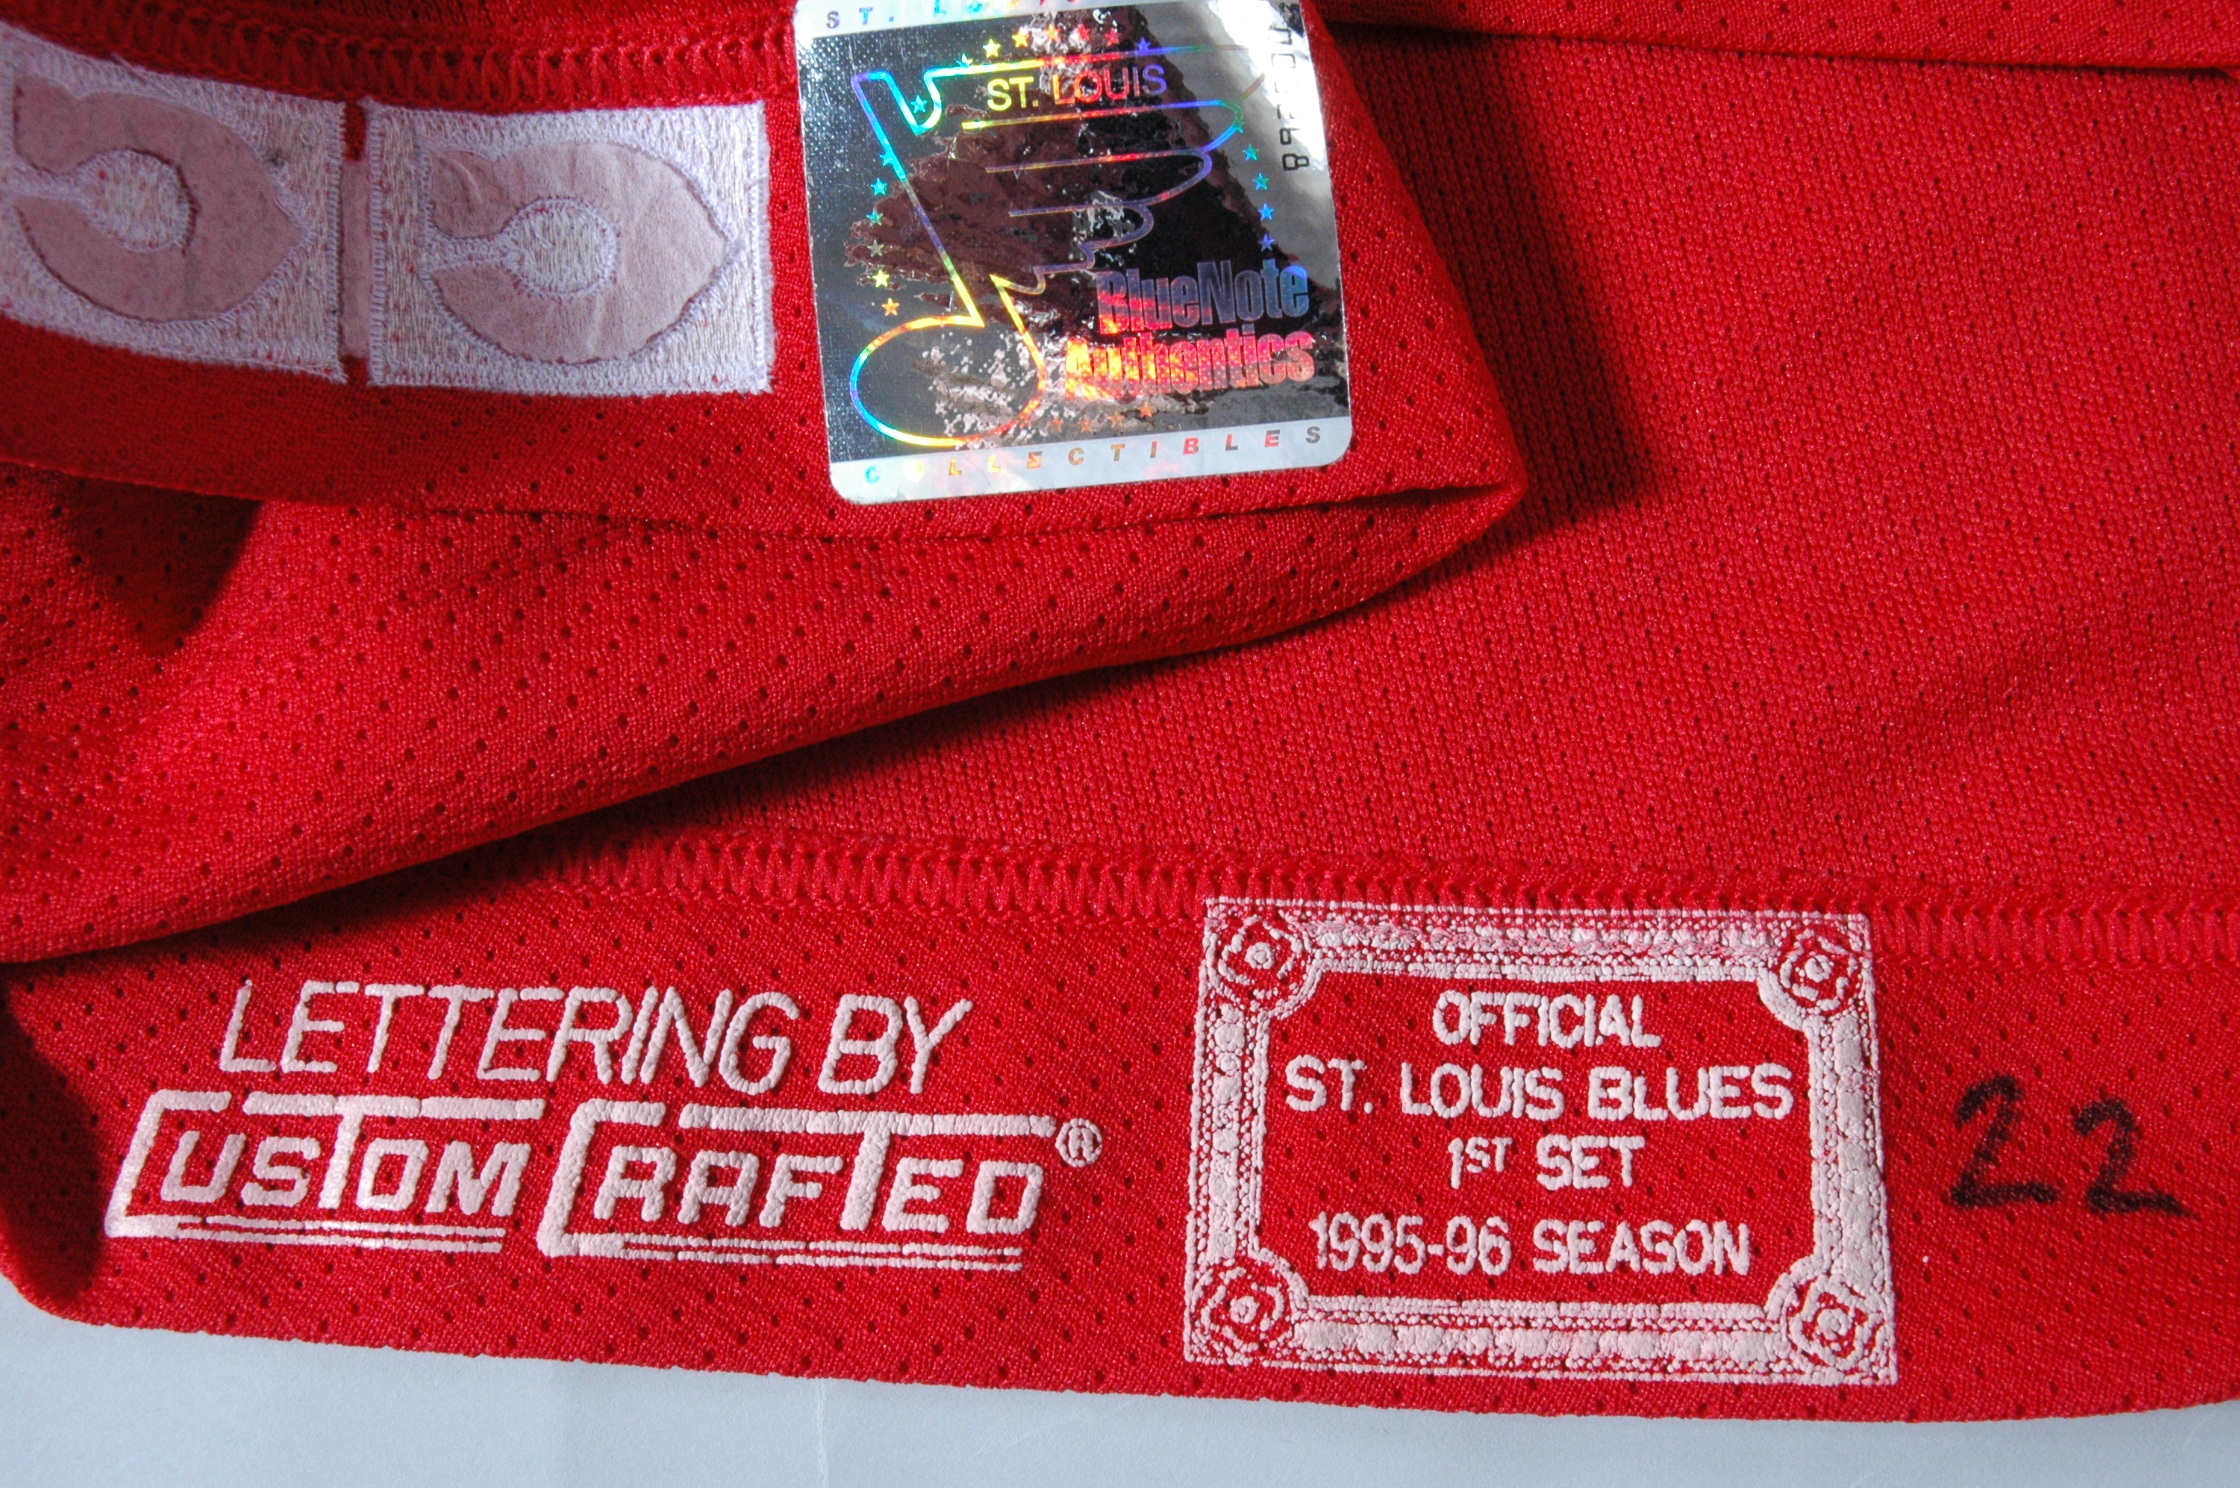 ST. LOUIS
BlueNote
Authentics
COLLECTIBLES
LETTERING BY
CUSTOM CRAFTED®
OFFICIAL
ST. LOUIS BLUES
1ST SET
1995-96 SEASON
22